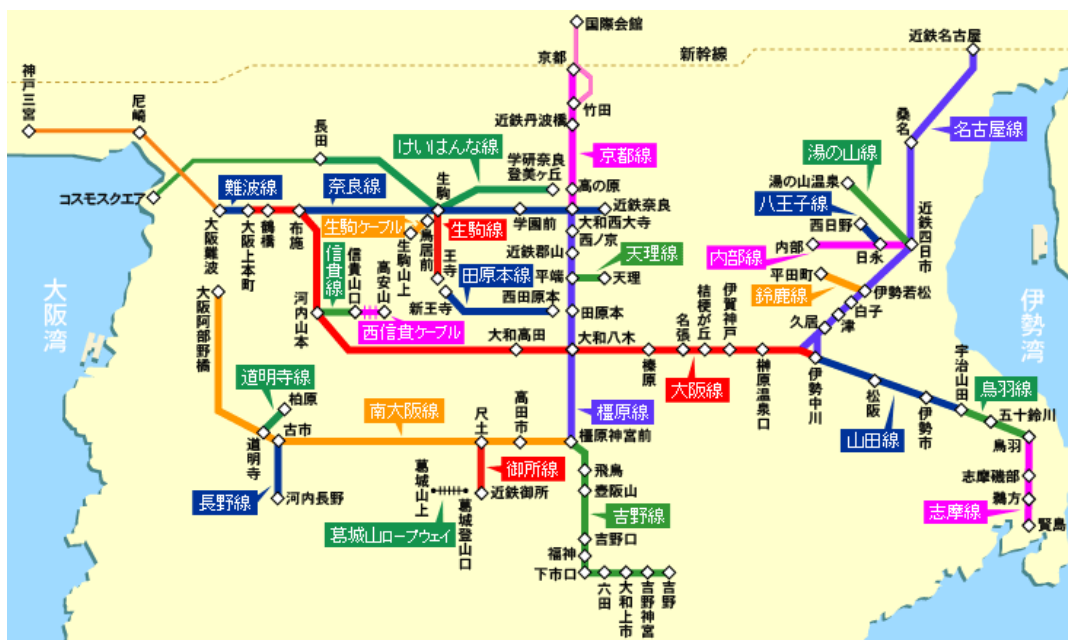 国際会館
近鉄名古屋
京都
新幹線
神戸三宮
尼崎
竹田
長田
近鉄丹波橋
桑名
名古屋線
けいはんな線
学研奈良
登美ヶ丘
京都線
湯の山線
湯の山温泉
生駒
コスモスクエア
難波線
奈良線
高の原
近鉄奈良
八王子線
西日野
大阪難波
大阪上本町
鶴橋
布施
生駒ケーブル
鳥居前
生駒線
学園前
大和西大寺
西ノ京
近鉄四日市
生駒山上
近鉄郡山
内部
内部線
日永
信貴線
信貴山口
高安山
王寺
田原本線
平端
天理線
天理
平田町
鈴鹿線
伊勢若松
大阪湾
大阪阿部野橋
河内山本
新王寺
西田原本
田原本
白子
津
久居
伊勢湾
西信貴ケーブル
大和高田
大和八木
榛原
名張
桔梗が丘
伊賀神戸
榊原温泉口
大阪線
伊勢中川
松阪
伊勢市
宇治山田
鳥羽線
五十鈴川
鳥羽
道明寺線
柏原
古市
道明寺
南大阪線
尺土
高田市
橿原線
橿原神宮前
山田線
長野線
河内長野
葛城山上
葛城登山口
御所線
近鉄御所
飛鳥
壺阪山
志摩磯部
鵜方
志摩線
賢島
葛城山ロープウェイ
吉野線
吉野口
福神
下市口
六田
大和上市
吉野神宮
吉野